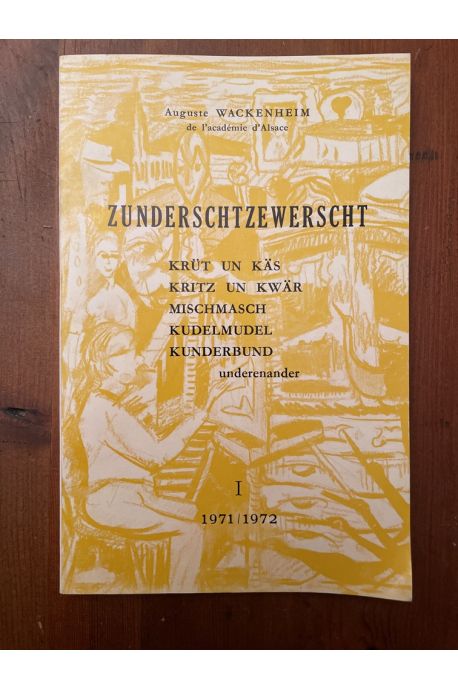 Auguste WACKENHEIM
de l'académie d'Alsace
ZUNDERSCHTZEWERSCHT
KRÜT UN KÄS
KRITZ UN KWÄR
MISCHMASCH
KUDELMUDEL
KUNDERBUND
underenander
I
1971/1972